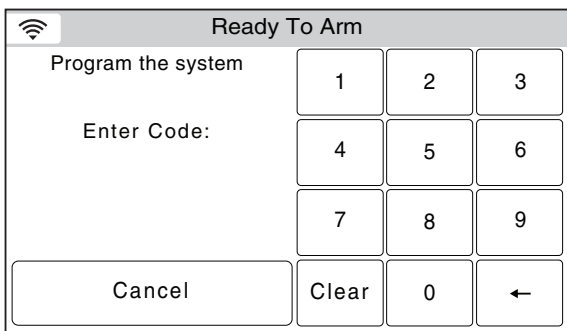 Ready To Arm
Program the system
Enter Code:
1 2 3
4 5 6
7 8 9
Cancel Clear 0 ←